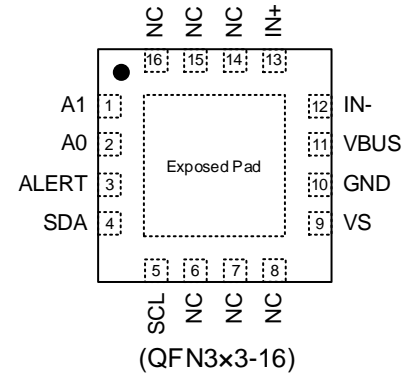 NC
NC
NC
IN+
16
15
14
13
A1
1
A0
2
ALERT
3
SDA
4
Exposed Pad
12
IN-
11
VBUS
10
GND
9
VS
5
6
7
8
SCL
NC
NC
NC
(QFN3×3-16)